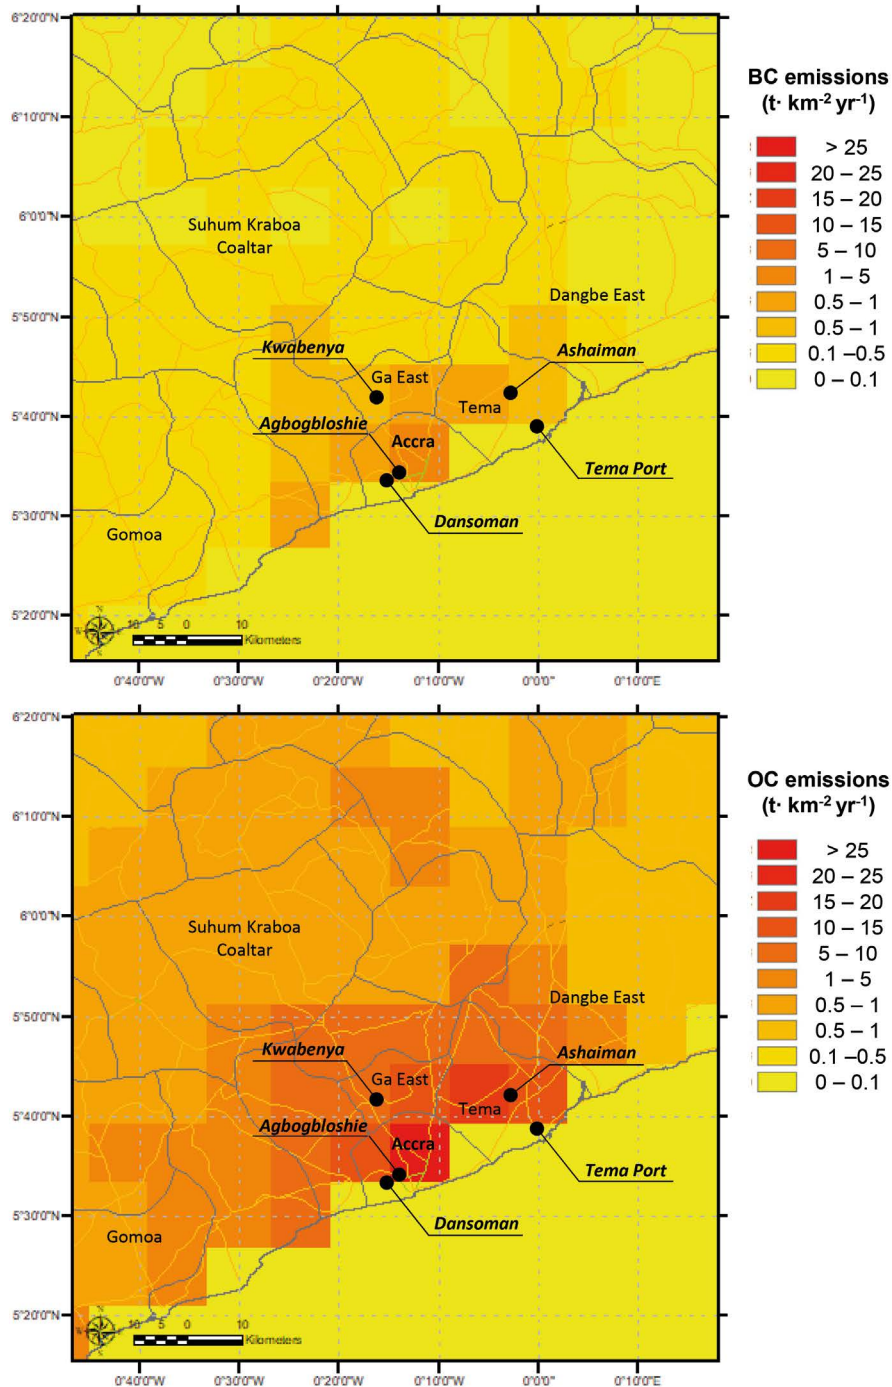 6°20'0"N
BC emissions
(t· km-2 yr-1)
6°10'0"N
> 25
20 – 25
15 – 20
10 – 15
5 – 10
1 – 5
0.5 – 1
0.5 – 1
0.1 –0.5
0 – 0.1
6°0'0"N
Suhum Kraboa
Coaltar
5°50'0"N
Dangbe East
Kwabenya
Ashaiman
Ga East
Tema
5°40'0"N
Agbogbloshie
Accra
Tema Port
Dansoman
5°30'0"N
Gomoa
5°20'0"N
N
10 5 0 10
Kilometers
0°40'0"W
0°30'0"W
0°20'0"W
0°10'0"W
0°0'0"
0°10'0"E
6°20'0"N
OC emissions
(t· km-2 yr-1)
6°10'0"N
> 25
20 – 25
15 – 20
10 – 15
5 – 10
1 – 5
0.5 – 1
0.5 – 1
0.1 –0.5
0 – 0.1
6°0'0"N
Suhum Kraboa
Coaltar
5°50'0"N
Dangbe East
Kwabenya
Ashaiman
Ga East
Tema
5°40'0"N
Agbogbloshie
Accra
Tema Port
Dansoman
5°30'0"N
Gomoa
5°20'0"N
N
10 5 0 10
Kilometers
0°40'0"W
0°30'0"W
0°20'0"W
0°10'0"W
0°0'0"
0°10'0"E